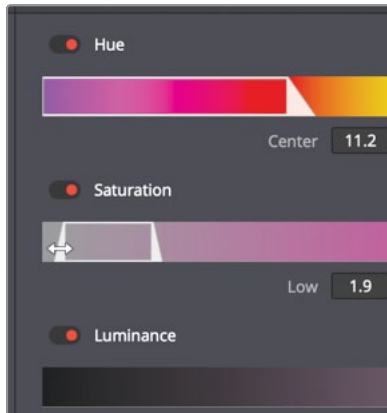 Hue
Center 11.2
Saturation
Low 1.9
Luminance